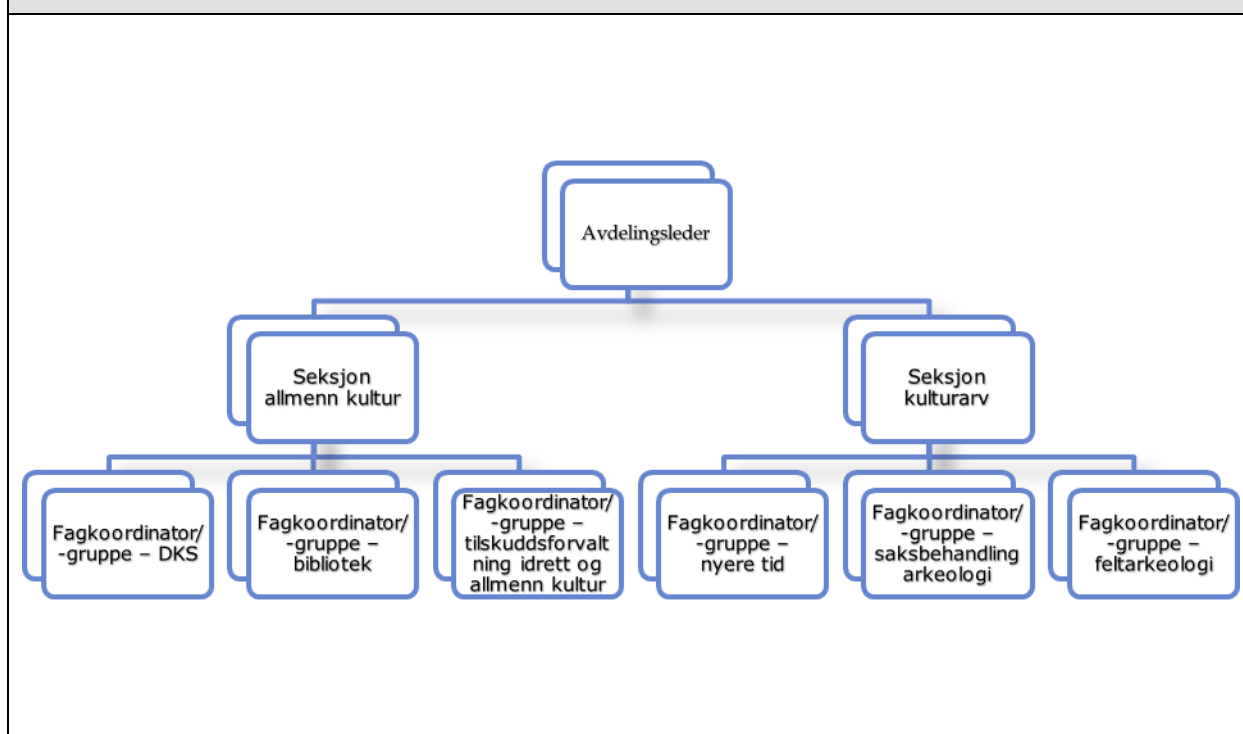 Avdelingsleder
Seksjon
allmenn kultur
Seksjon
kulturarv
Fagkoordinator/
-gruppe – DKS
Fagkoordinator/
-gruppe –
bibliotek
Fagkoordinator/
-gruppe –
tilskuddsforvalt
ning idrett og
allmenn kultur
Fagkoordinator/
-gruppe –
nyere tid
Fagkoordinator/
-gruppe –
saksbehandling
arkeologi
Fagkoordinator/
-gruppe –
feltarkeologi